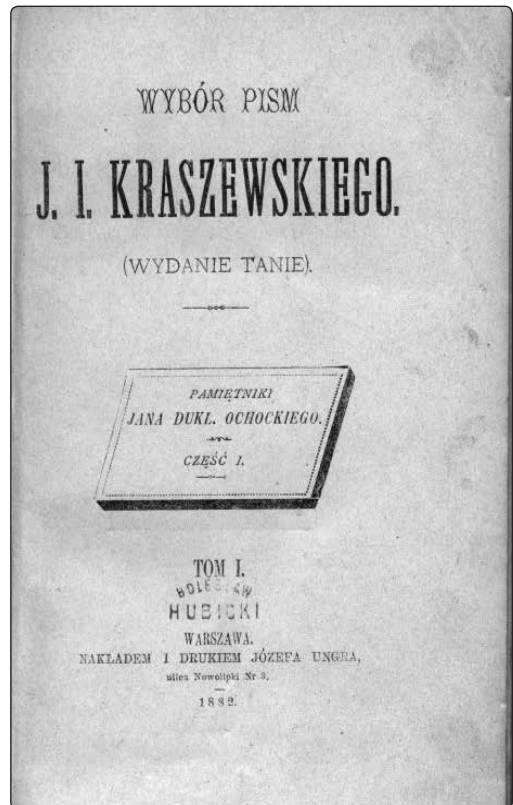 WYBÓR PISM
J. I. KRASZEWSKIEGO.
(WYDANIE TANIE).
PAMIĘTNIKI
JANA DUKL. OCHOCKIEGO.
CZĘŚĆ I.
TOM I.
BOLESŁAW
HUBICKI
WARSZAWA.
NAKŁADEM I DRUKIEM JÓZEFA UNGRA,
ulica Nowolipki Nr 3,
1882.